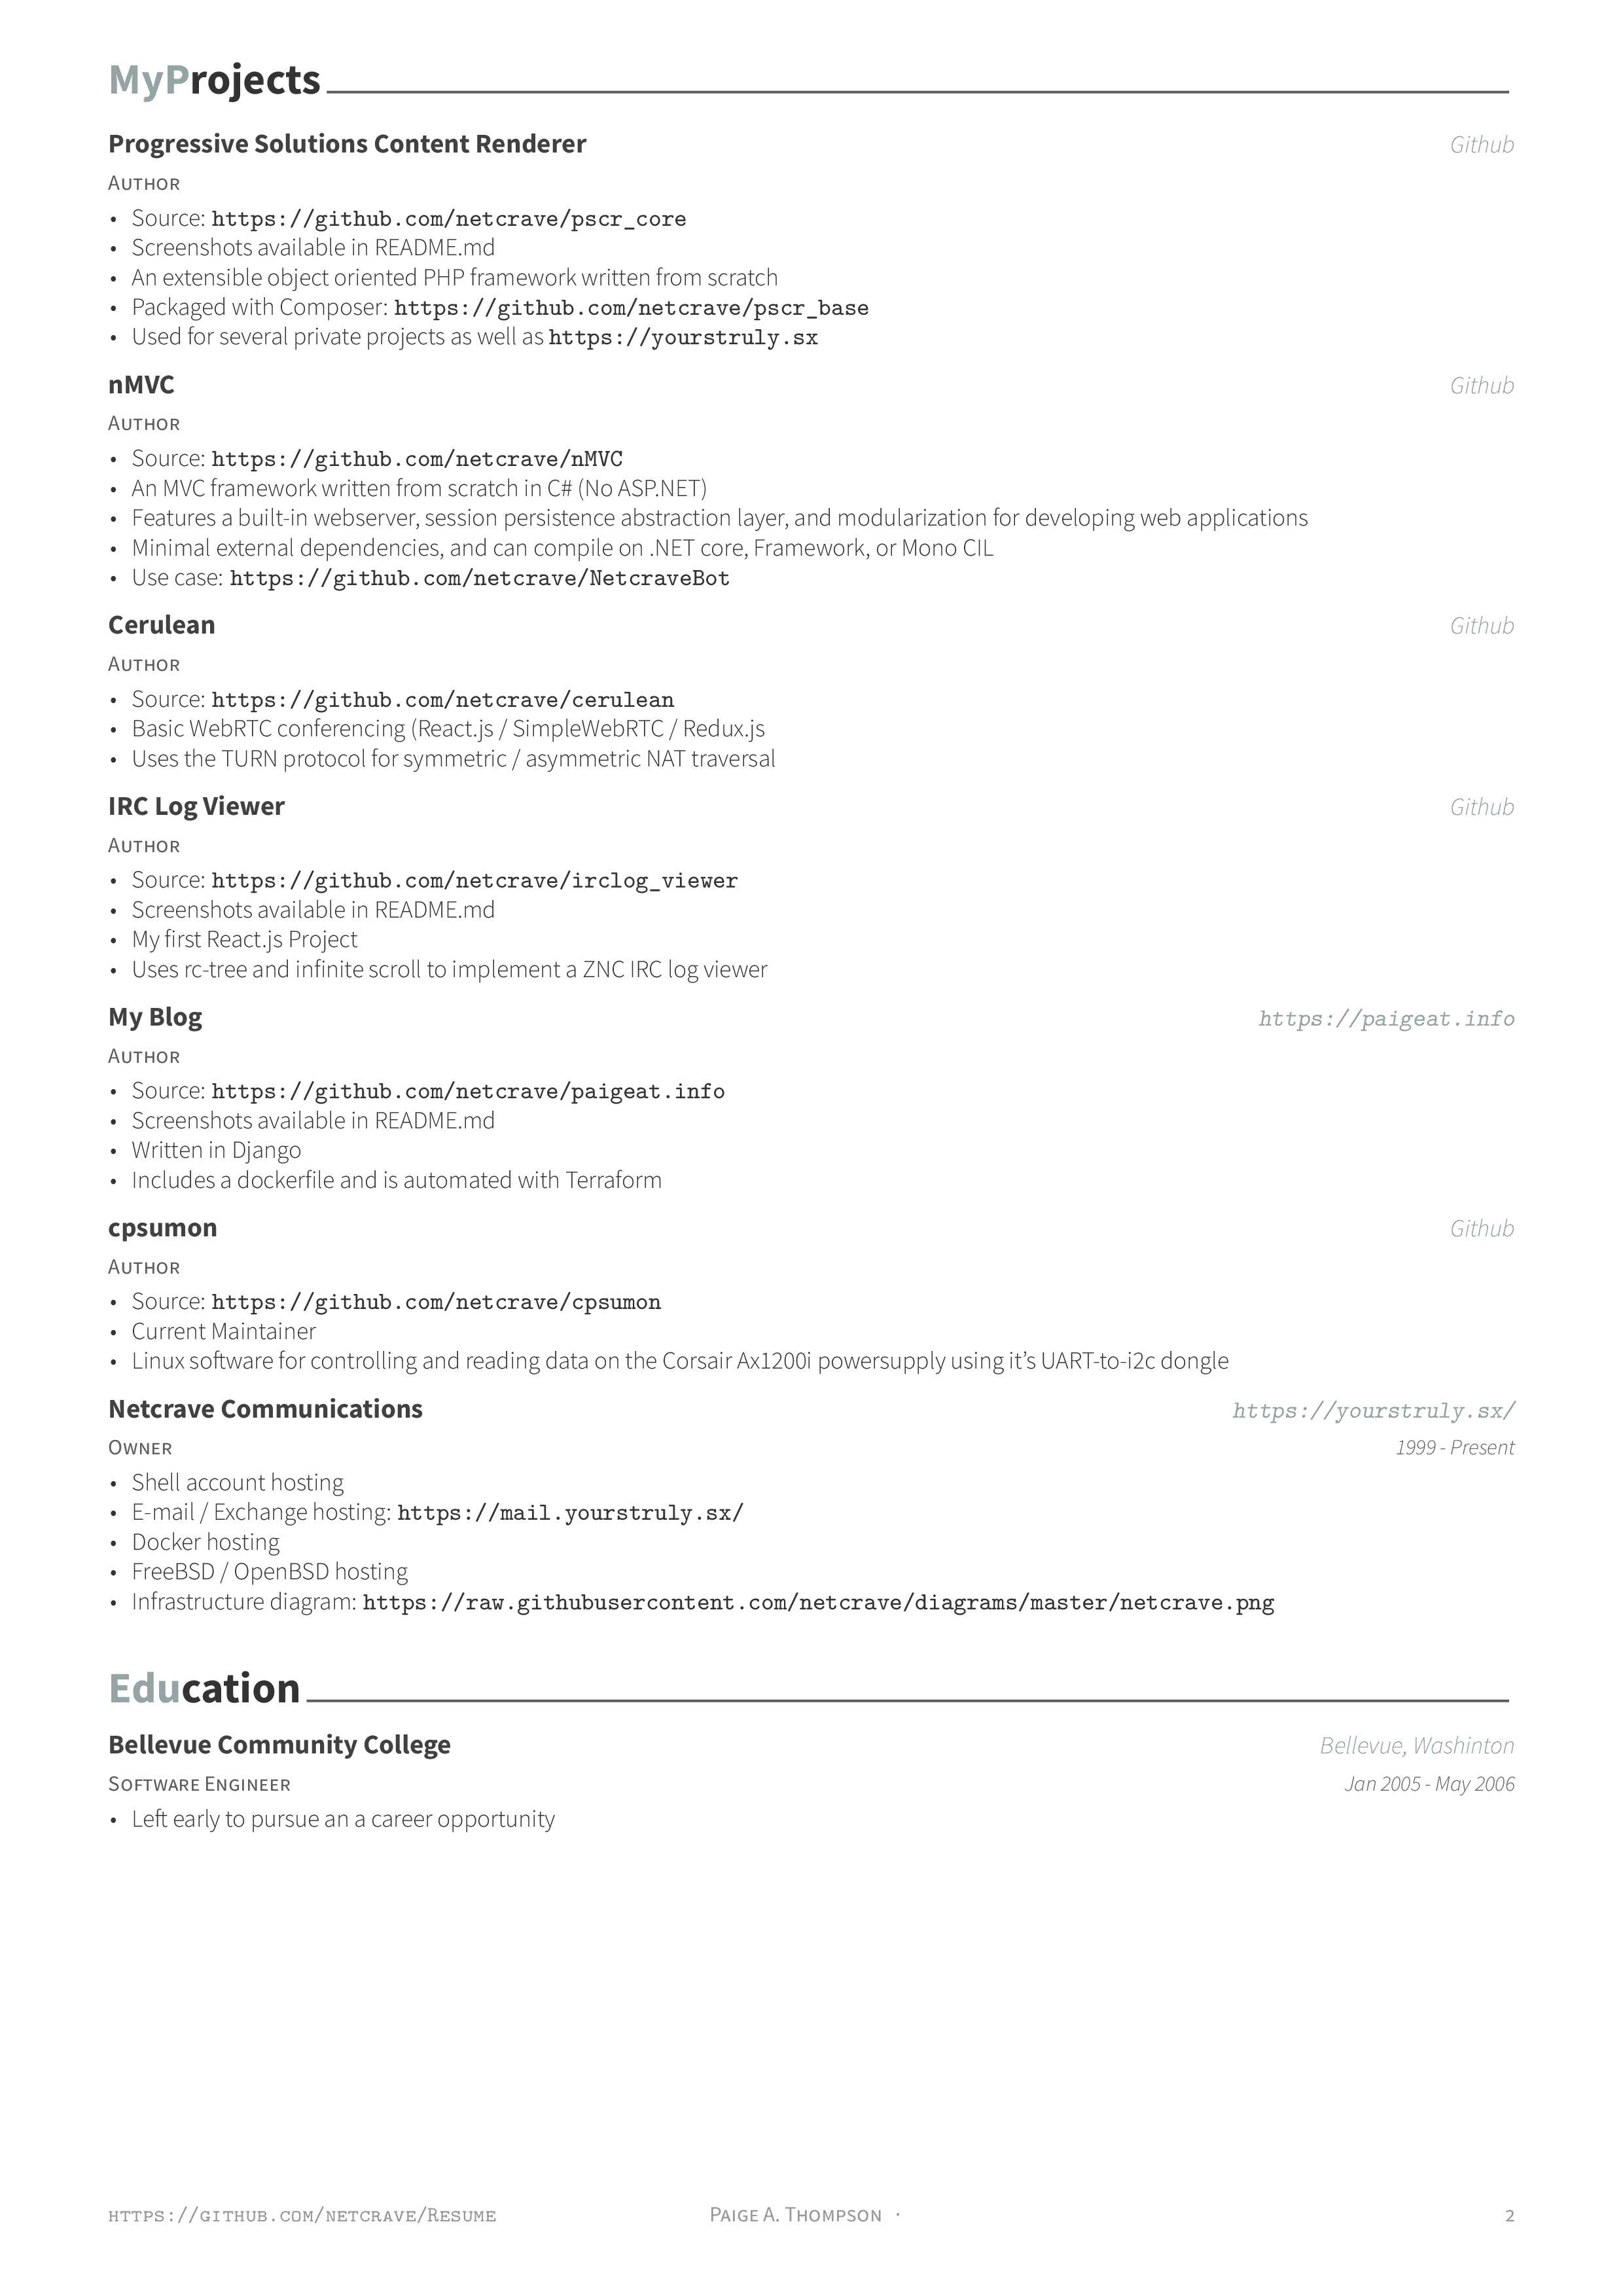 MyProjects
Progressive Solutions Content Renderer Github
Author
• Source: https://github.com/netcrave/pscr_core
• Screenshots available in README.md
• An extensible object oriented PHP framework written from scratch
• Packaged with Composer: https://github.com/netcrave/pscr_base
• Used for several private projects as well as https://yourstruly.sx
nMVC Github
Author
• Source: https://github.com/netcrave/nMVC
• An MVC framework written from scratch in C# (No ASP.NET)
• Features a built-in webserver, session persistence abstraction layer, and modularization for developing web applications
• Minimal external dependencies, and can compile on .NET core, Framework, or Mono CIL
• Use case: https://github.com/netcrave/NetcraveBot
Cerulean Github
Author
• Source: https://github.com/netcrave/cerulean
• Basic WebRTC conferencing (React.js / SimpleWebRTC / Redux.js
• Uses the TURN protocol for symmetric / asymmetric NAT traversal
IRC Log Viewer Github
Author
• Source: https://github.com/netcrave/irclog_viewer
• Screenshots available in README.md
• My first React.js Project
• Uses rc-tree and infinite scroll to implement a ZNC IRC log viewer
My Blog https://paigeat.info
Author
• Source: https://github.com/netcrave/paigeat.info
• Screenshots available in README.md
• Written in Django
• Includes a dockerfile and is automated with Terraform
cpsumon Github
Author
• Source: https://github.com/netcrave/cpsumon
• Current Maintainer
• Linux software for controlling and reading data on the Corsair Ax1200i powersupply using it’s UART-to-i2c dongle
Netcrave Communications https://yourstruly.sx/
Owner 1999 - Present
• Shell account hosting
• E-mail / Exchange hosting: https://mail.yourstruly.sx/
• Docker hosting
• FreeBSD / OpenBSD hosting
• Infrastructure diagram: https://raw.githubusercontent.com/netcrave/diagrams/master/netcrave.png
Education
Bellevue Community College Bellevue, Washinton
Software Engineer Jan 2005 - May 2006
• Left early to pursue an a career opportunity
https://github.com/netcrave/Resume Paige A. Thompson · 2